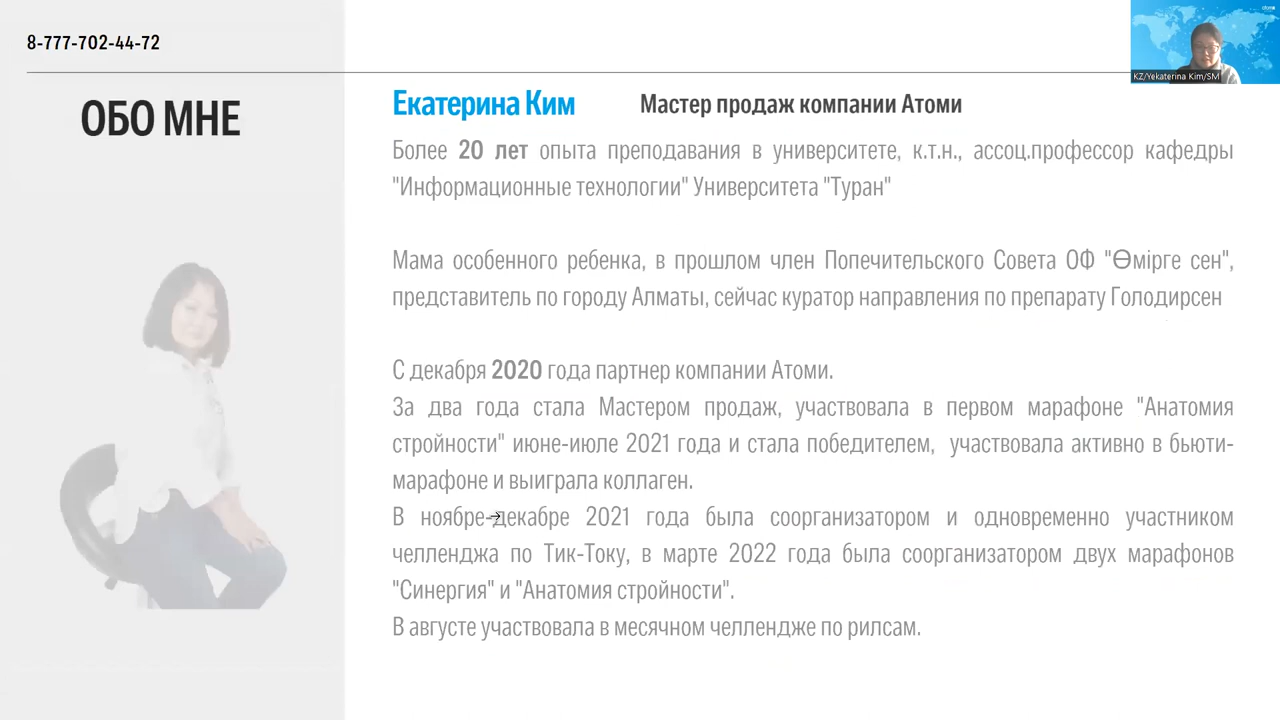 8-777-702-44-72
KZ/Yekaterina Kim/SM
ОБО МНЕ
Екатерина Ким
Мастер продаж компании Атоми
Более 20 лет опыта преподавания в университете, к.т.н., ассоц.профессор кафедры
"Информационные технологии" Университета "Туран"
Мама особенного ребенка, в прошлом член Попечительского Совета ОФ "Өмірге сен",
представитель по городу Алматы, сейчас куратор направления по препарату Голодирсен
С декабря 2020 года партнер компании Атоми.
За два года стала Мастером продаж, участвовала в первом марафоне "Анатомия
стройности" июне-июле 2021 года и стала победителем, участвовала активно в бьюти-
марафоне и выиграла коллаген.
В ноябре-декабре 2021 года была соорганизатором и одновременно участником
челленджа по Тик-Току, в марте 2022 года была соорганизатором двух марафонов
"Синергия" и "Анатомия стройности".
В августе участвовала в месячном челлендже по рилсам.